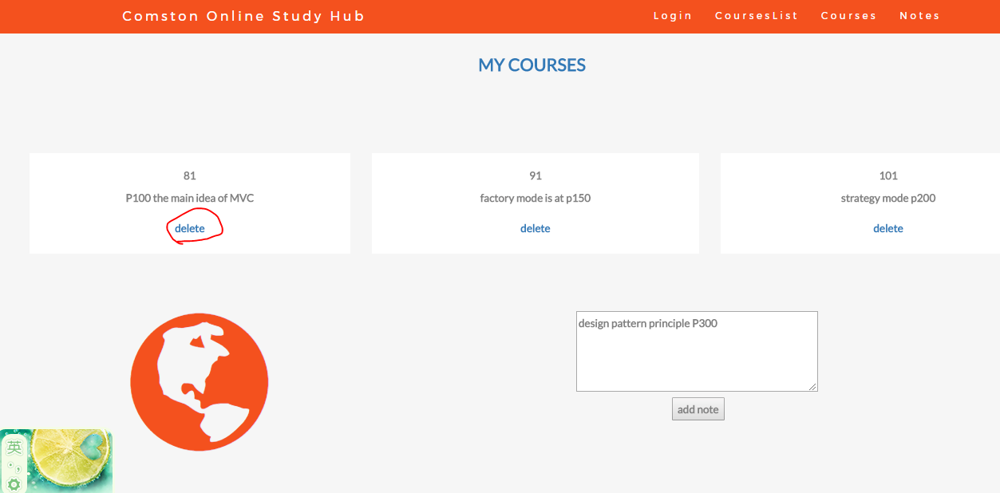 Comston Online Study Hub
Login CoursesList Courses Notes
MY COURSES
81
P100 the main idea of MVC
delete
91
factory mode is at p150
delete
101
strategy mode p200
delete
design pattern principle P300
add note
英